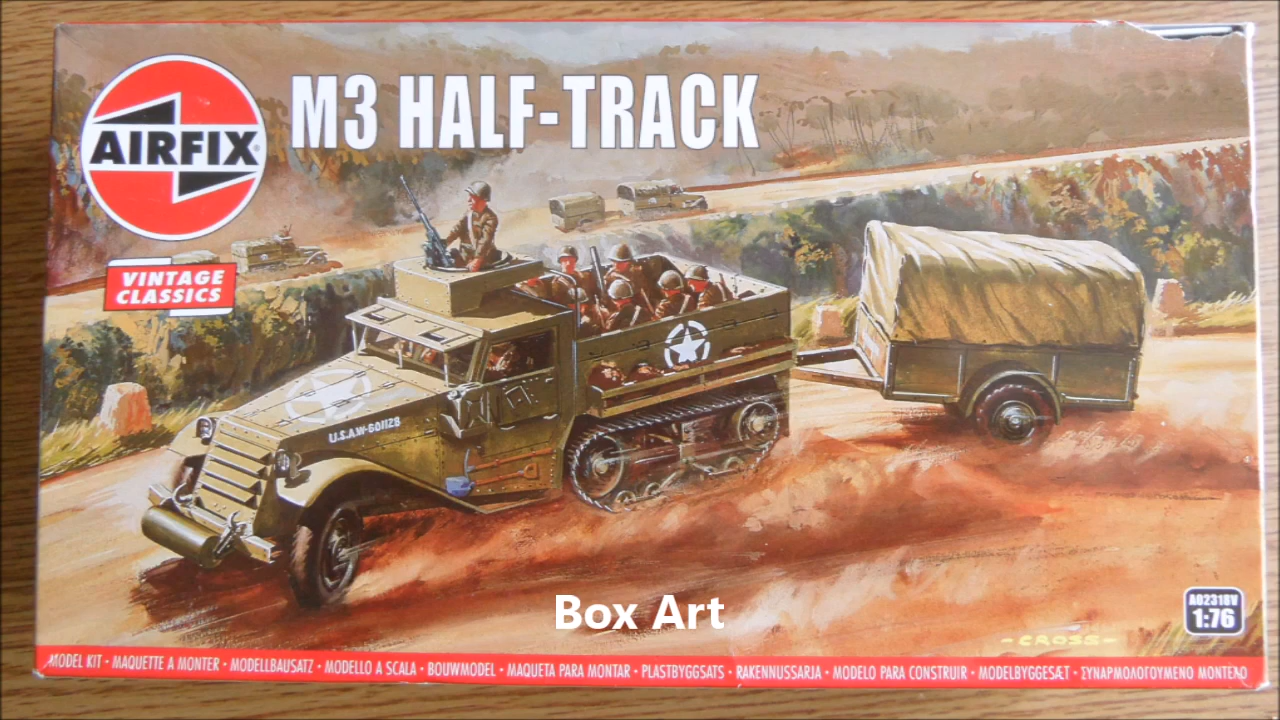 M3 HALF-TRACK
AIRFIX
VINTAGE
CLASSICS
U.S.A.W-601128
Box Art
A02318V
1:76
-CROSS-
MODEL KIT · MAQUETTE A MONTER · MODELLBAUSATZ · MODELLO A SCALA · BOUWMODEL · MAQUETA PARA MONTAR · PLASTBYGGSATS · RAKENNUSSARJA · MODELO PARA CONSTRUIR · MODELBYGGESÆT · ΣΥΝΑΡΜΟΛΟΓΟΥΜΕΝΟ ΜΟΝΤΕΛΟ